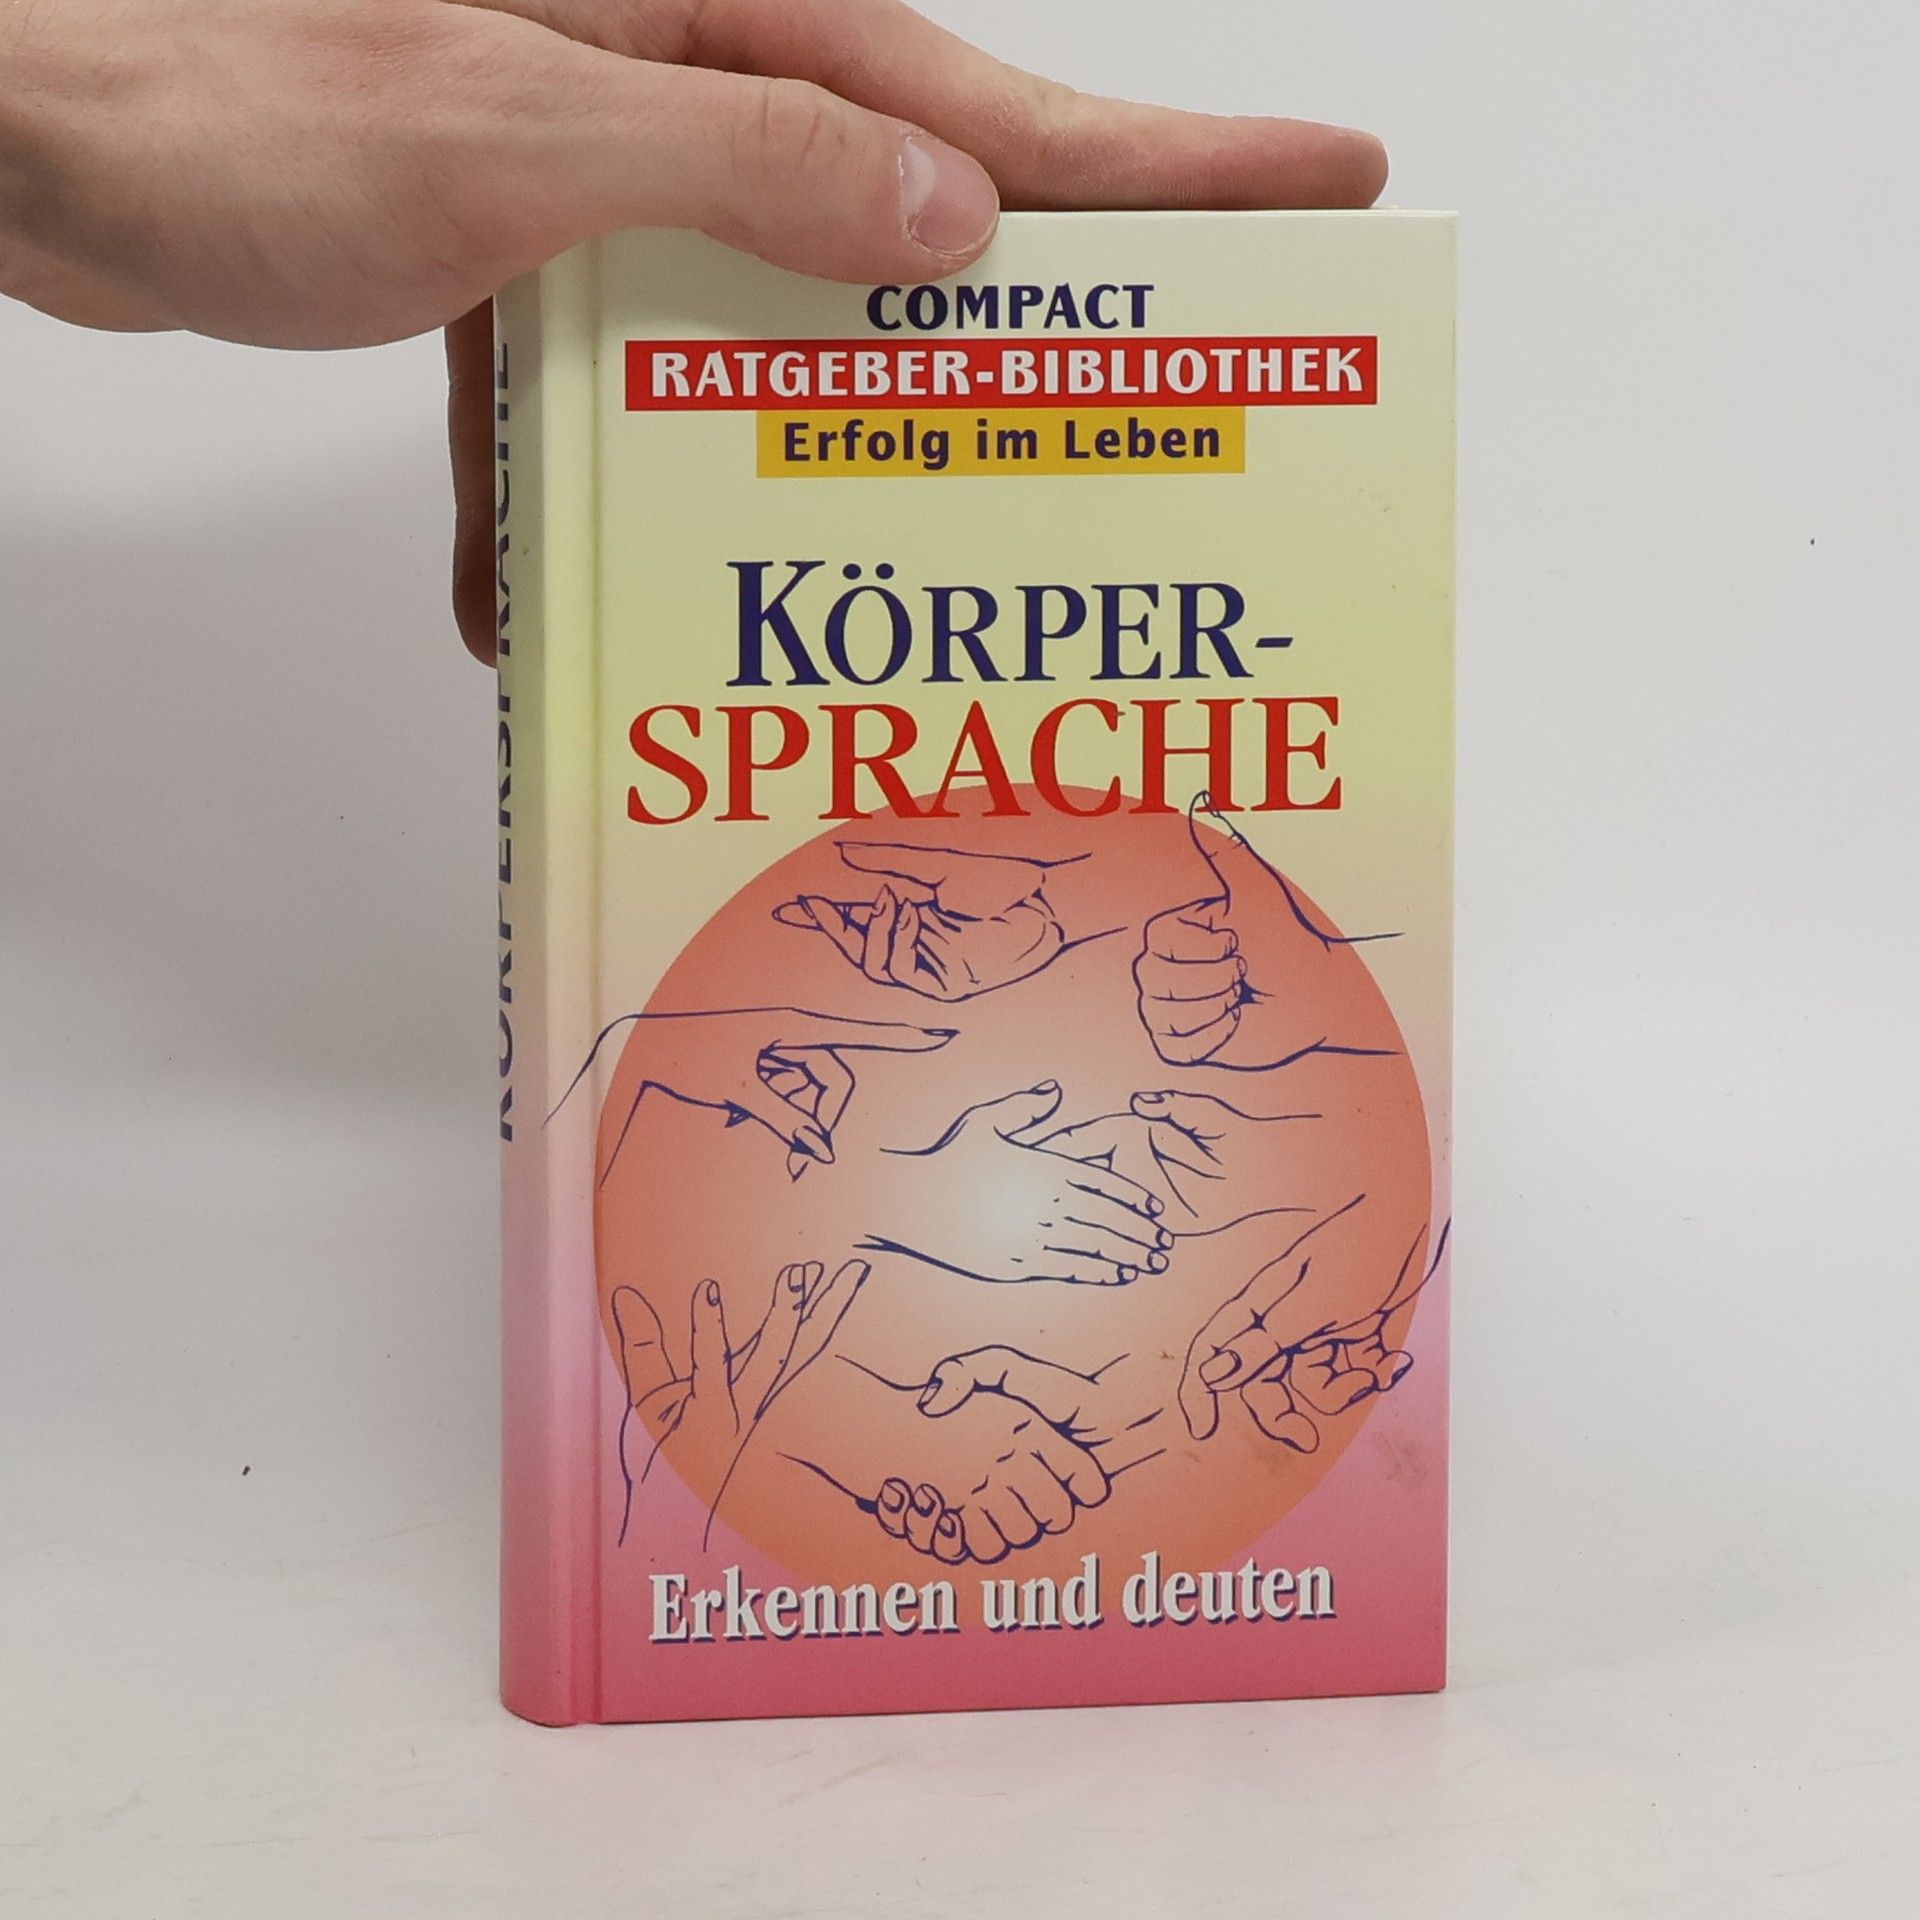 COMPACT
RATGEBER-BIBLIOTHEK
Erfolg im Leben
KÖRPER-
SPRACHE
Erkennen und deuten
KÖRPERSPRACHE